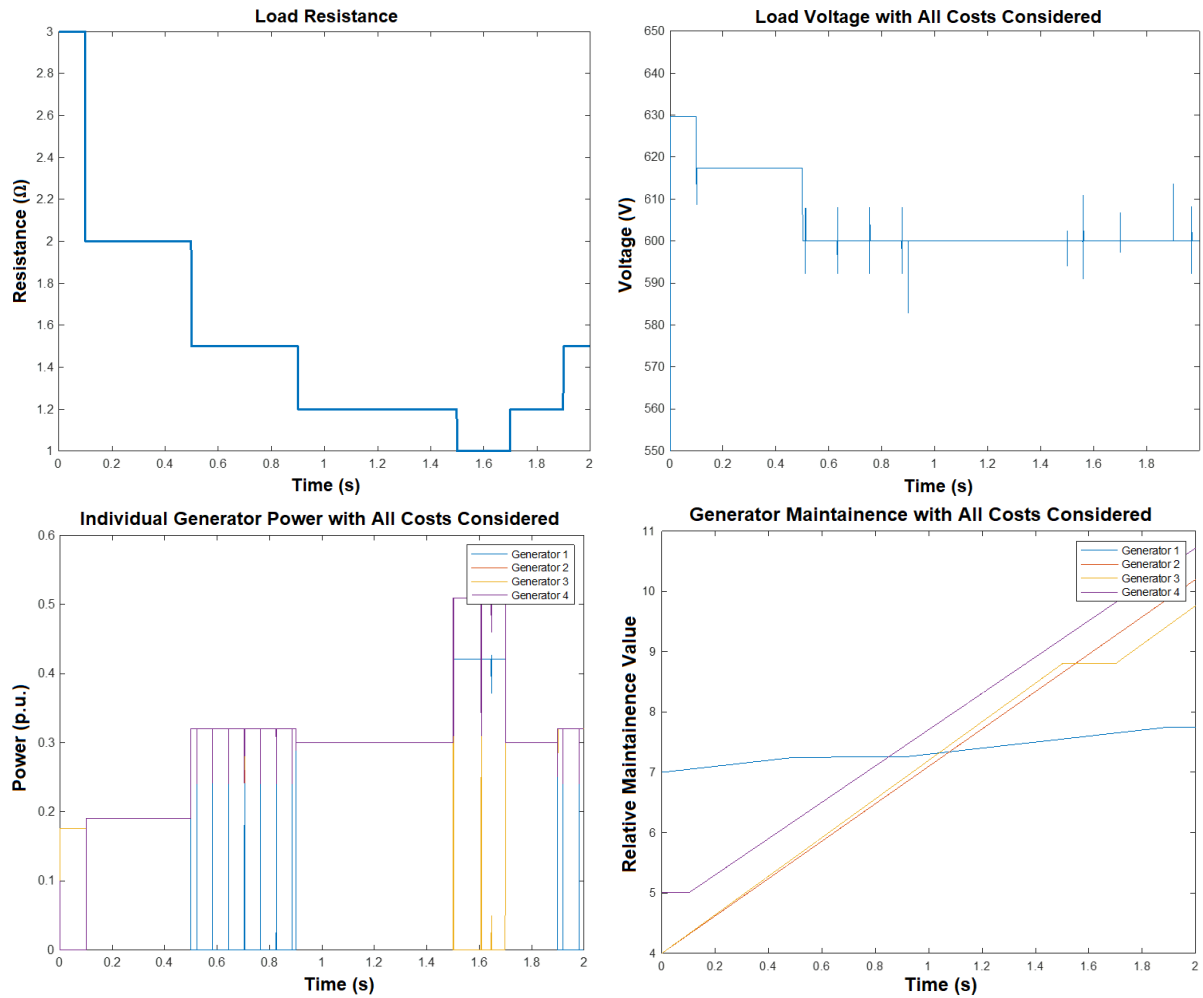 Load Resistance
3
2.8
2.6
2.4
2.2
2
1.8
1.6
1.4
1.2
1
Resistance (Ω)
0 0.2 0.4 0.6 0.8 1 1.2 1.4 1.6 1.8 2
Time (s)
Load Voltage with All Costs Considered
650
640
630
620
610
600
590
580
570
560
550
Voltage (V)
0 0.2 0.4 0.6 0.8 1 1.2 1.4 1.6 1.8
Time (s)
Individual Generator Power with All Costs Considered
0.6
0.5
0.4
0.3
0.2
0.1
0
Power (p.u.)
Generator 1
Generator 2
Generator 3
Generator 4
0 0.2 0.4 0.6 0.8 1 1.2 1.4 1.6 1.8 2
Time (s)
Generator Maintainence with All Costs Considered
11
10
9
8
7
6
5
4
Relative Maintainence Value
Generator 1
Generator 2
Generator 3
Generator 4
0 0.2 0.4 0.6 0.8 1 1.2 1.4 1.6 1.8 2
Time (s)